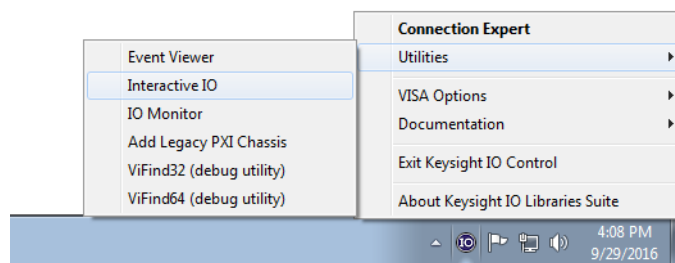 Connection Expert
Utilities
VISA Options
Documentation
Exit Keysight IO Control
About Keysight IO Libraries Suite
Event Viewer
Interactive IO
IO Monitor
Add Legacy PXI Chassis
ViFind32 (debug utility)
ViFind64 (debug utility)
IO
4:08 PM
9/29/2016